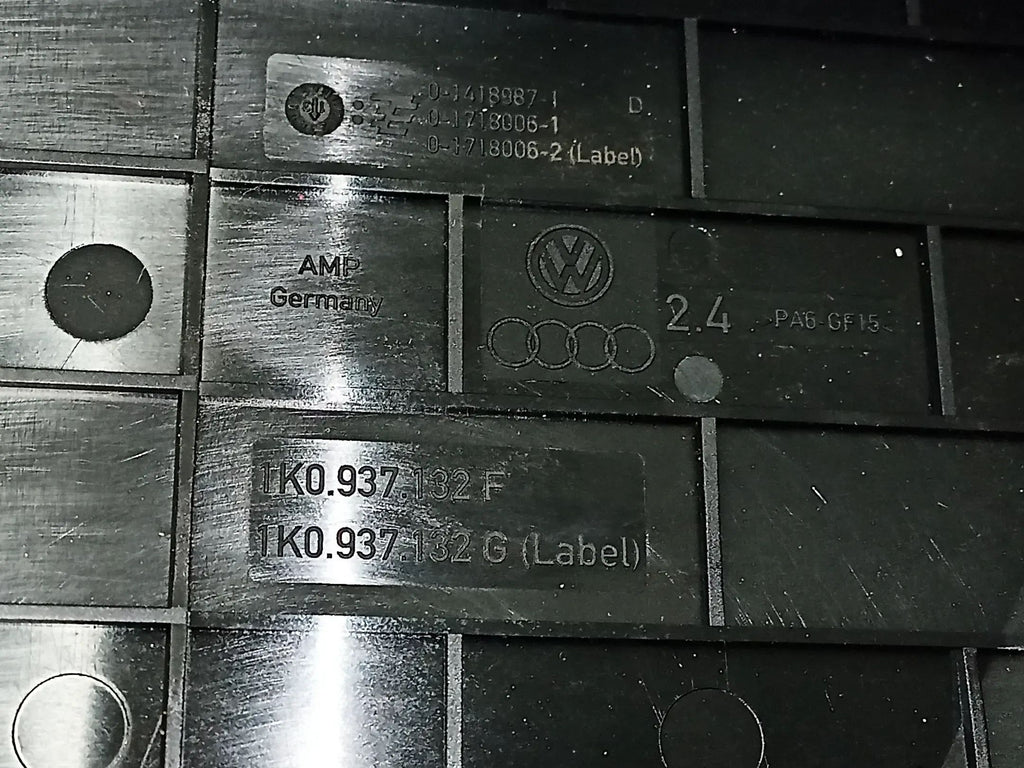 0-1418987-1 D
0-1718006-1
0-1718006-2 (Label)
AMP
Germany
2.4 >PA6-GF15<
1K0.937.132 F
1K0.937.132 G (Label)